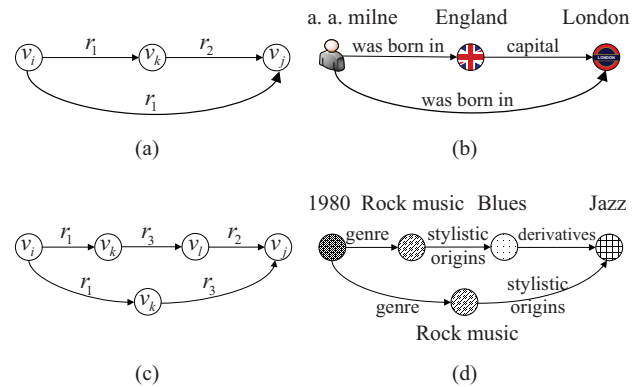 a. a. milne England London
v_i r_1 v_k r_2 v_j
r_1
(a)
was born in capital
LONDON
was born in
(b)
v_i r_1 v_k r_3 v_l r_2 v_j
r_1 v_k r_3
(c)
1980 Rock music Blues Jazz
genre stylistic origins derivatives
genre stylistic origins
Rock music
(d)